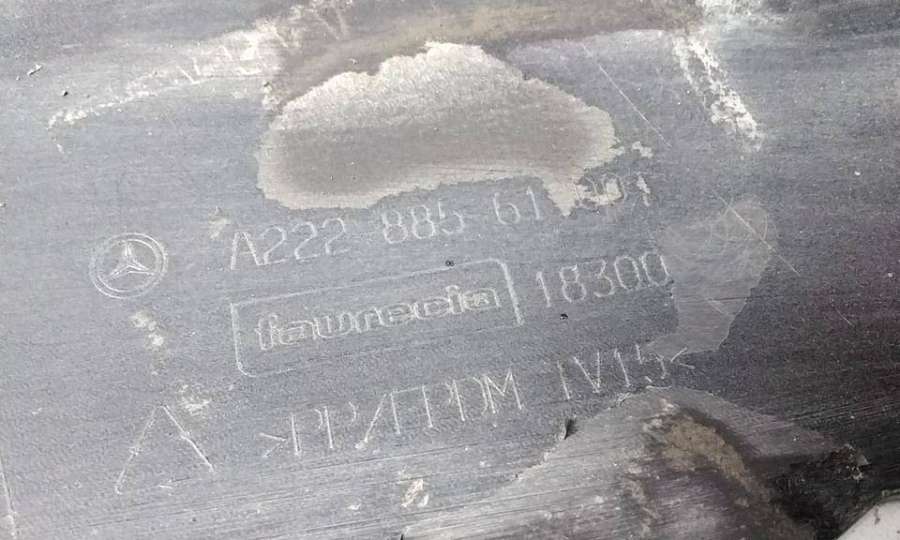 A222 885 61
faurecia 18300
>PP/EPDM TV15<